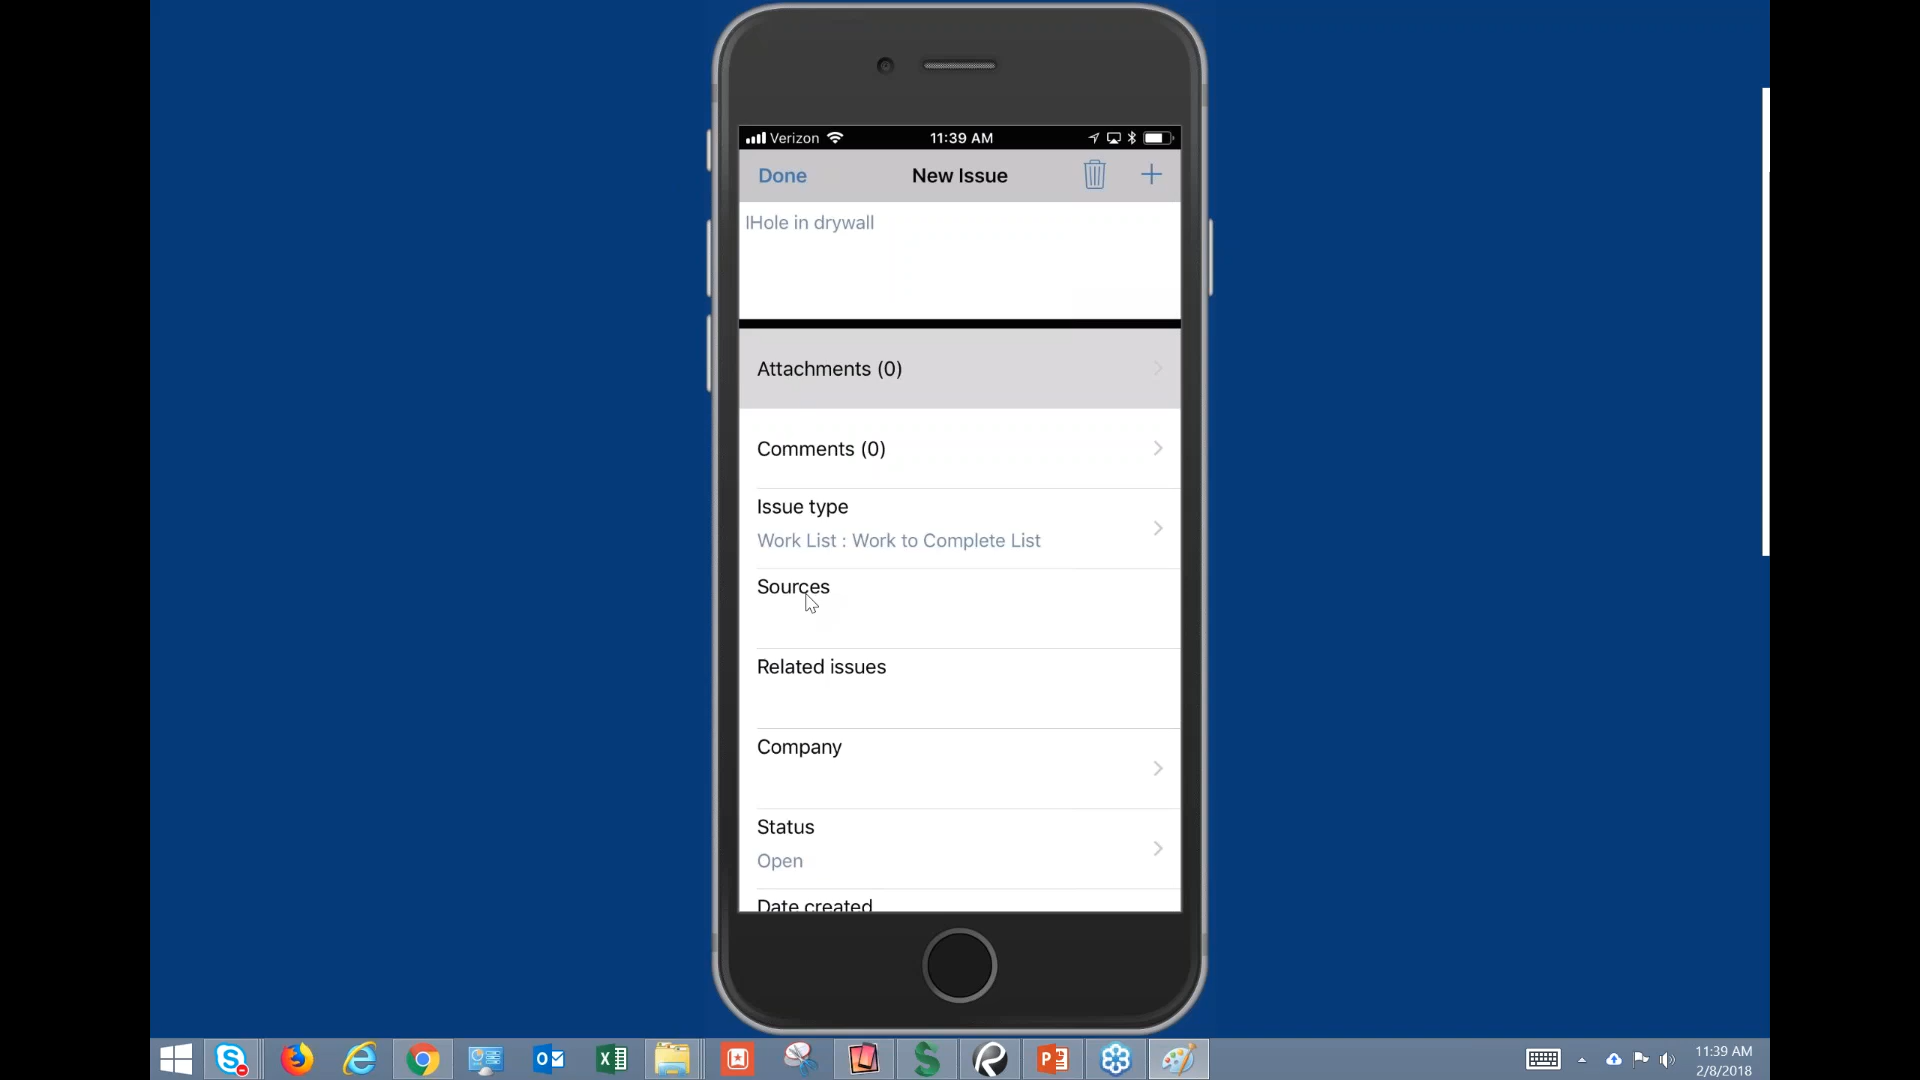 Verizon 11:39 AM
Done New Issue
lHole in drywall
Attachments (0)
Comments (0)
Issue type
Work List : Work to Complete List
Sources
Related issues
Company
Status
Open
Date created
11:39 AM
2/8/2018